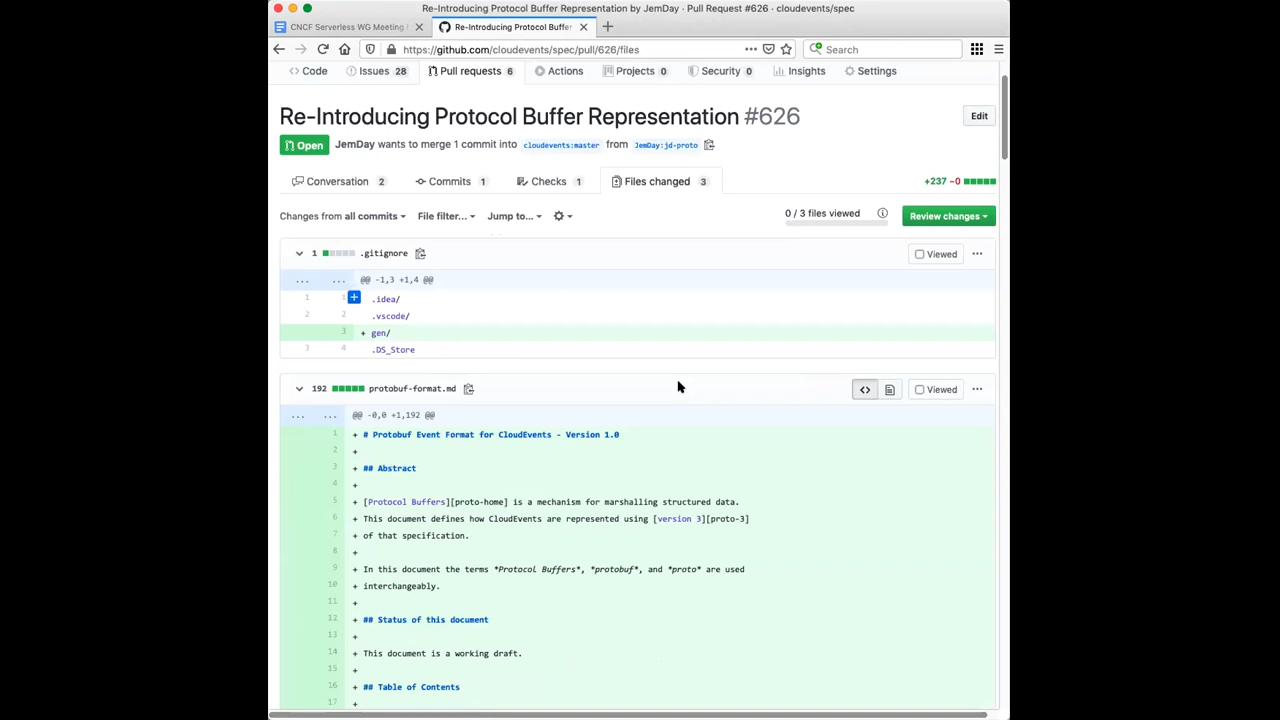 Re-Introducing Protocol Buffer Representation by JemDay · Pull Request #626 · cloudevents/spec
CNCF Serverless WG Meeting
Re-Introducing Protocol Buffer
https://github.com/cloudevents/spec/pull/626/files
Search
Code
Issues 28
Pull requests 6
Actions
Projects 0
Security 0
Insights
Settings
Re-Introducing Protocol Buffer Representation #626
Edit
Open
JemDay wants to merge 1 commit into cloudevents:master from JemDay:jd-proto
Conversation 2
Commits 1
Checks 1
Files changed 3
+237 −0
Changes from all commits
File filter...
Jump to...
0 / 3 files viewed
Review changes
1 .gitignore
Viewed
... ... @@ -1,3 +1,4 @@
1 1 .idea/
2 2 .vscode/
3 + gen/
3 4 .DS_Store
192 protobuf-format.md
Viewed
... ... @@ -0,0 +1,192 @@
1 + # Protobuf Event Format for CloudEvents - Version 1.0
2 +
3 + ## Abstract
4 +
5 + [Protocol Buffers][proto-home] is a mechanism for marshalling structured data.
6 + This document defines how CloudEvents are represented using [version 3][proto-3]
7 + of that specification.
8 +
9 + In this document the terms *Protocol Buffers*, *protobuf*, and *proto* are used
10 + interchangeably.
11 +
12 + ## Status of this document
13 +
14 + This document is a working draft.
15 +
16 + ## Table of Contents
17 +